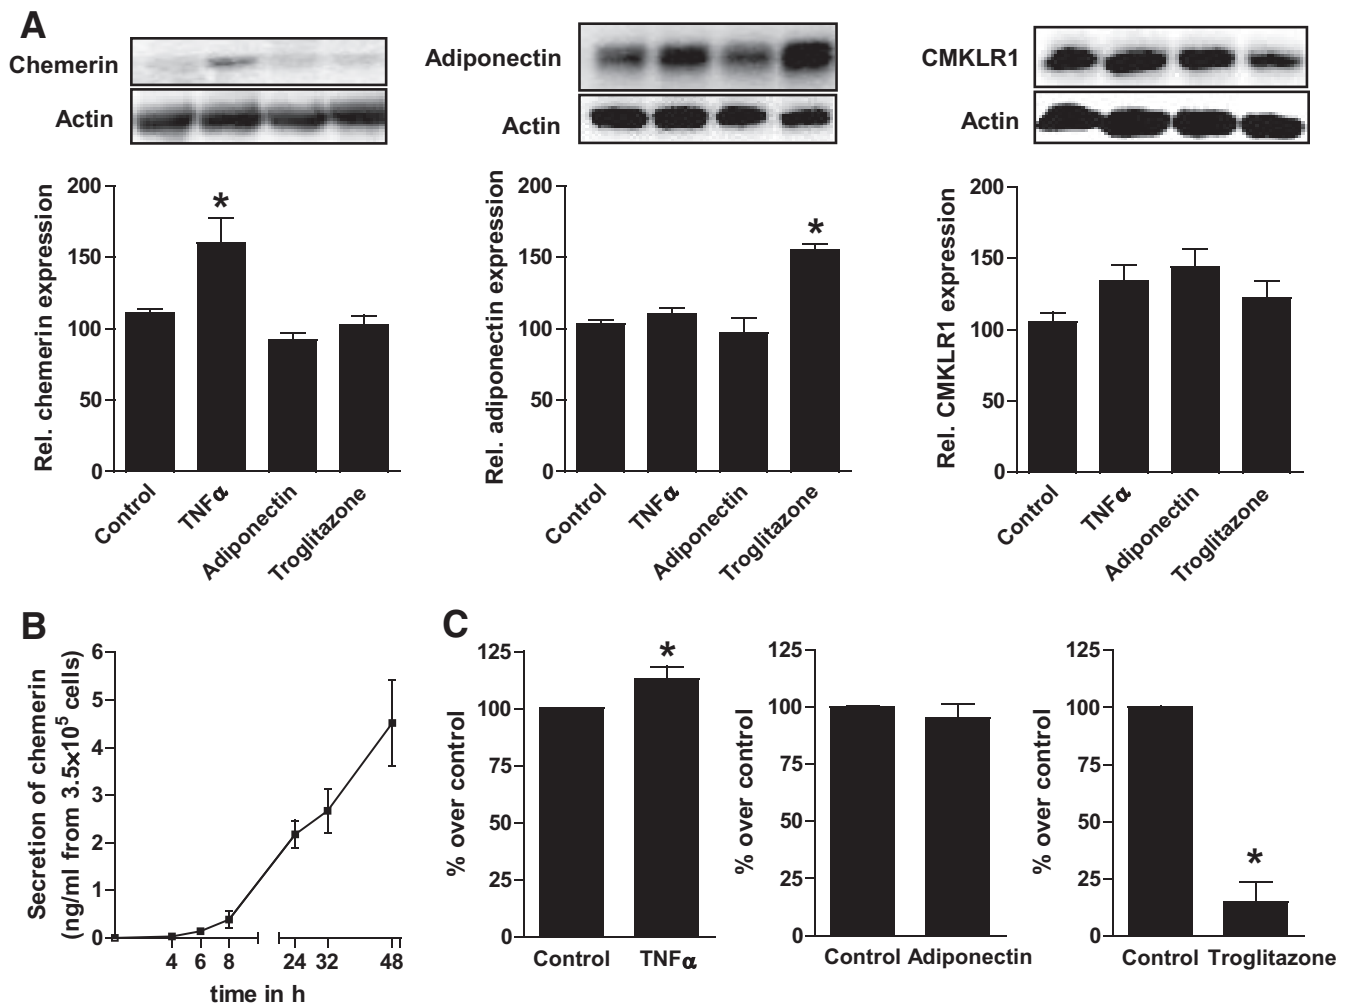 A
Chemerin
Actin
Adiponectin
Actin
CMKLR1
Actin
Rel. chemerin expression
200
150
100
50
0
Control
TNFα
Adiponectin
Troglitazone
*
Rel. adiponectin expression
200
150
100
50
0
Control
TNFα
Adiponectin
Troglitazone
*
Rel. CMKLR1 expression
200
150
100
50
0
Control
TNFα
Adiponectin
Troglitazone
B
Secretion of chemerin
(ng/ml from 3.5x10⁵ cells)
6
5
4
3
2
1
0
4 6 8 24 32 48
time in h
C
% over control
125
100
75
50
25
0
*
Control TNFα
% over control
125
100
75
50
25
0
Control Adiponectin
% over control
125
100
75
50
25
0
*
Control Troglitazone